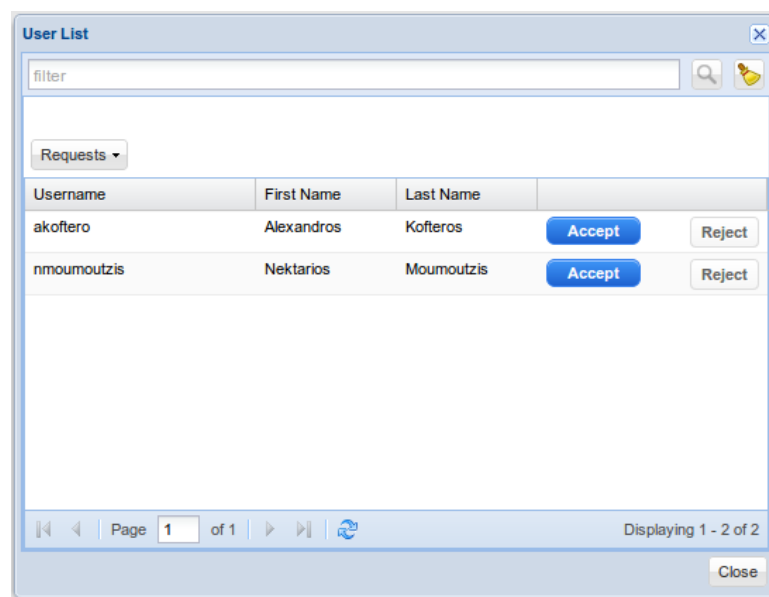 User List
filter
Requests
Username First Name Last Name
akoftero Alexandros Kofteros Accept Reject
nmoumoutzis Nektarios Moumoutzis Accept Reject
Page 1 of 1 Displaying 1 - 2 of 2
Close